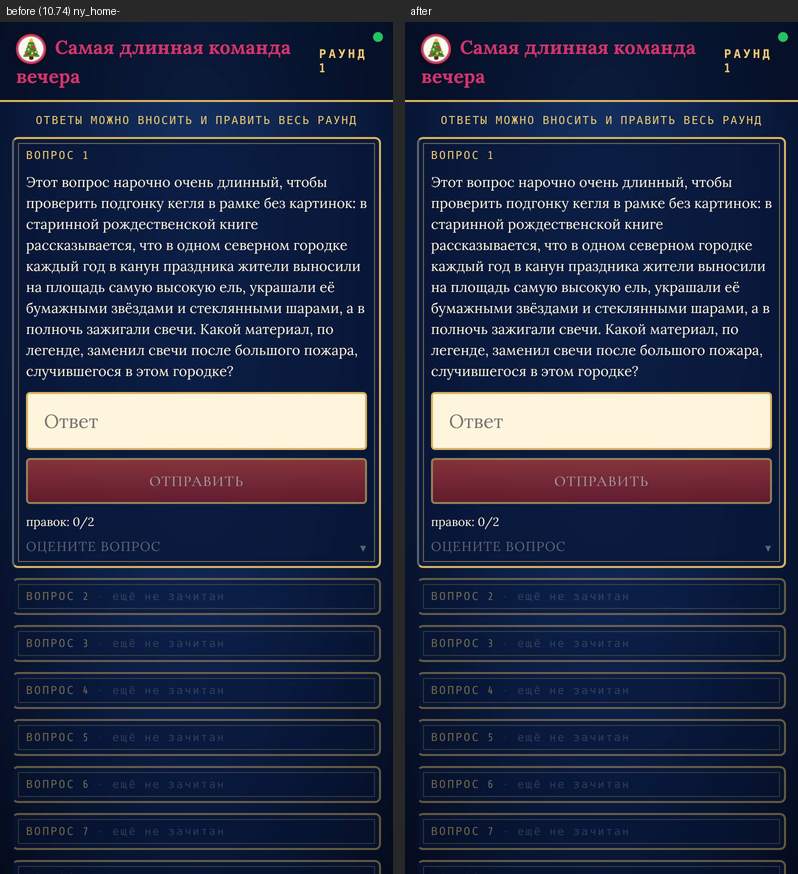 before (10.74) ny_home-
Самая длинная команда
вечера
РАУНД
1
ОТВЕТЫ МОЖНО ВНОСИТЬ И ПРАВИТЬ ВЕСЬ РАУНД
ВОПРОС 1
Этот вопрос нарочно очень длинный, чтобы
проверить подгонку кегля в рамке без картинок: в
старинной рождественской книге
рассказывается, что в одном северном городке
каждый год в канун праздника жители выносили
на площадь самую высокую ель, украшали её
бумажными звёздами и стеклянными шарами, а в
полночь зажигали свечи. Какой материал, по
легенде, заменил свечи после большого пожара,
случившегося в этом городке?
Ответ
ОТПРАВИТЬ
правок: 0/2
ОЦЕНИТЕ ВОПРОС ▾
ВОПРОС 2 · ещё не зачитан
ВОПРОС 3 · ещё не зачитан
ВОПРОС 4 · ещё не зачитан
ВОПРОС 5 · ещё не зачитан
ВОПРОС 6 · ещё не зачитан
ВОПРОС 7 · ещё не зачитан
after
Самая длинная команда
вечера
РАУНД
1
ОТВЕТЫ МОЖНО ВНОСИТЬ И ПРАВИТЬ ВЕСЬ РАУНД
ВОПРОС 1
Этот вопрос нарочно очень длинный, чтобы
проверить подгонку кегля в рамке без картинок: в
старинной рождественской книге
рассказывается, что в одном северном городке
каждый год в канун праздника жители выносили
на площадь самую высокую ель, украшали её
бумажными звёздами и стеклянными шарами, а в
полночь зажигали свечи. Какой материал, по
легенде, заменил свечи после большого пожара,
случившегося в этом городке?
Ответ
ОТПРАВИТЬ
правок: 0/2
ОЦЕНИТЕ ВОПРОС ▾
ВОПРОС 2 · ещё не зачитан
ВОПРОС 3 · ещё не зачитан
ВОПРОС 4 · ещё не зачитан
ВОПРОС 5 · ещё не зачитан
ВОПРОС 6 · ещё не зачитан
ВОПРОС 7 · ещё не зачитан